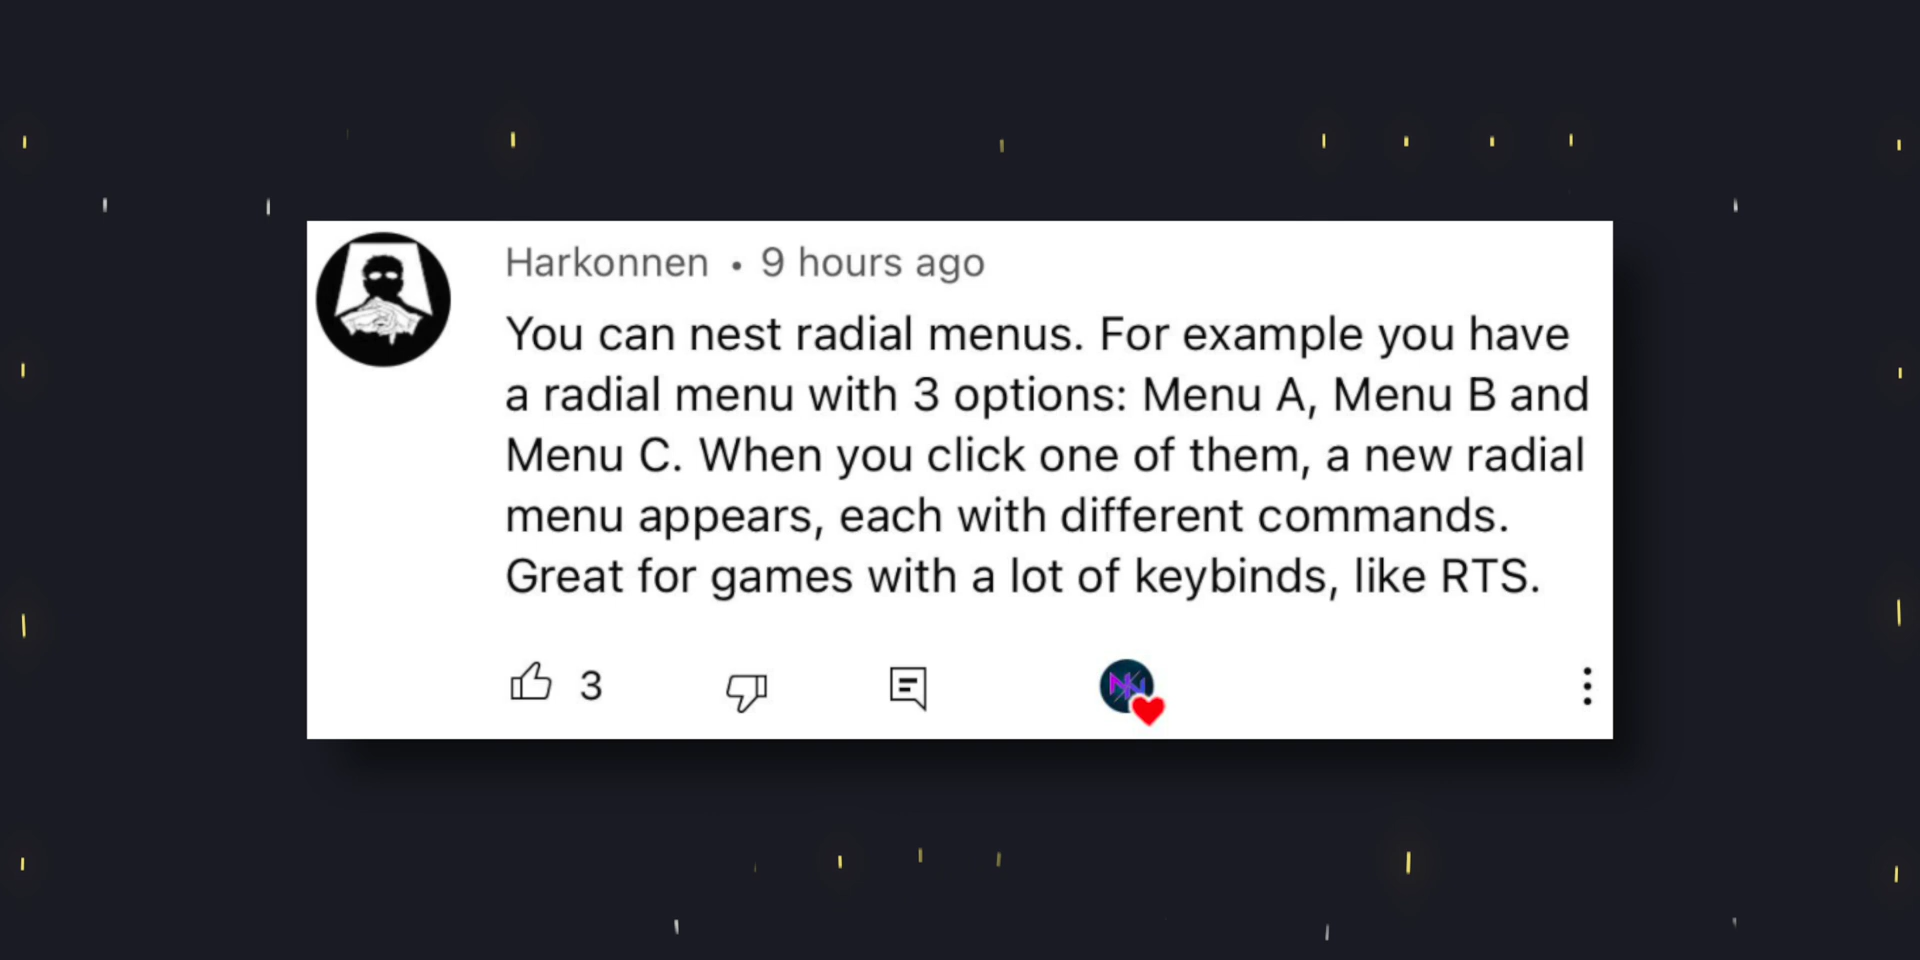 Harkonnen • 9 hours ago
You can nest radial menus. For example you have
a radial menu with 3 options: Menu A, Menu B and
Menu C. When you click one of them, a new radial
menu appears, each with different commands.
Great for games with a lot of keybinds, like RTS.
3